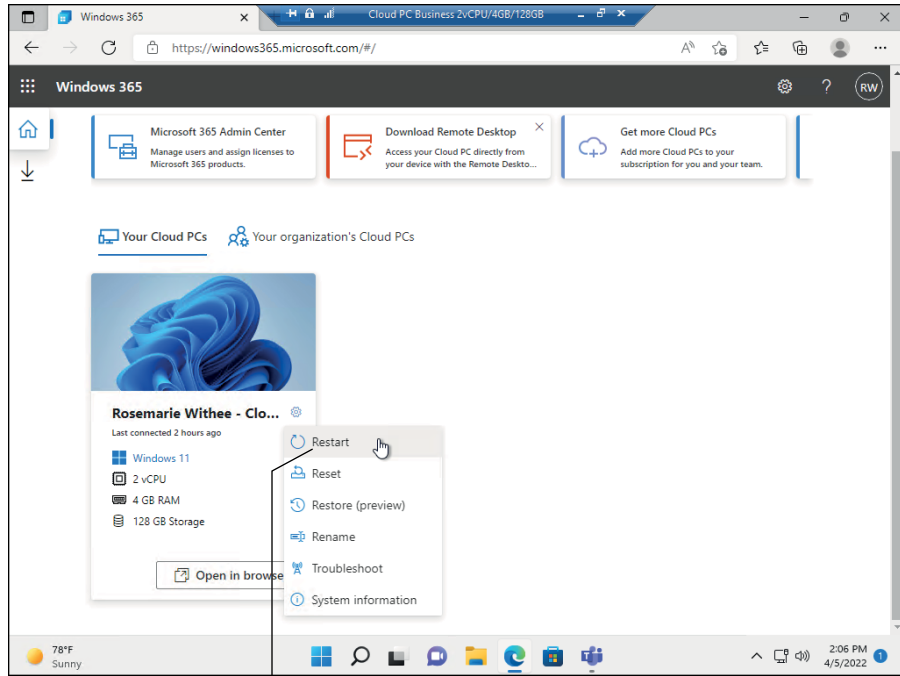 Windows 365
Cloud PC Business 2vCPU/4GB/128GB
https://windows365.microsoft.com/#/
Windows 365
RW
Microsoft 365 Admin Center
Manage users and assign licenses to
Microsoft 365 products.
Download Remote Desktop
Access your Cloud PC directly from
your device with the Remote Deskto...
Get more Cloud PCs
Add more Cloud PCs to your
subscription for you and your team.
Your Cloud PCs
Your organization's Cloud PCs
Rosemarie Withee - Clo...
Last connected 2 hours ago
Windows 11
2 vCPU
4 GB RAM
128 GB Storage
Open in browse
Restart
Reset
Restore (preview)
Rename
Troubleshoot
System information
78°F
Sunny
2:06 PM
4/5/2022
1